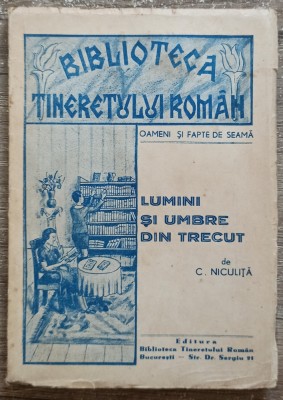 BIBLIOTECA
TINERETULUI ROMÂN
OAMENI ȘI FAPTE DE SEAMĂ
LUMINI
ȘI UMBRE
DIN TRECUT
de
C. NICULIȚĂ
Editura
Biblioteca Tineretului Român
București — Str. Dr. Sergiu 21